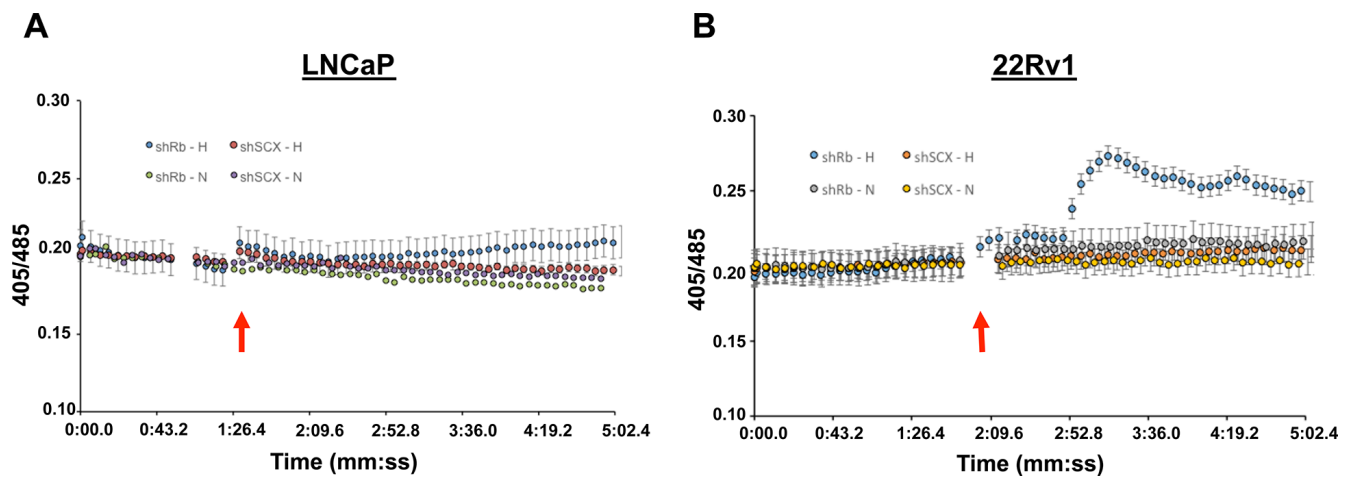 A
LNCaP
0.30
0.25
0.20
0.15
0.10
405/485
shRb - H
shSCX - H
shRb - N
shSCX - N
0:00.0 0:43.2 1:26.4 2:09.6 2:52.8 3:36.0 4:19.2 5:02.4
Time (mm:ss)
B
22Rv1
0.30
0.25
0.20
0.15
0.10
405/485
shRb - H
shSCX - H
shRb - N
shSCX - N
0:00.0 0:43.2 1:26.4 2:09.6 2:52.8 3:36.0 4:19.2 5:02.4
Time (mm:ss)